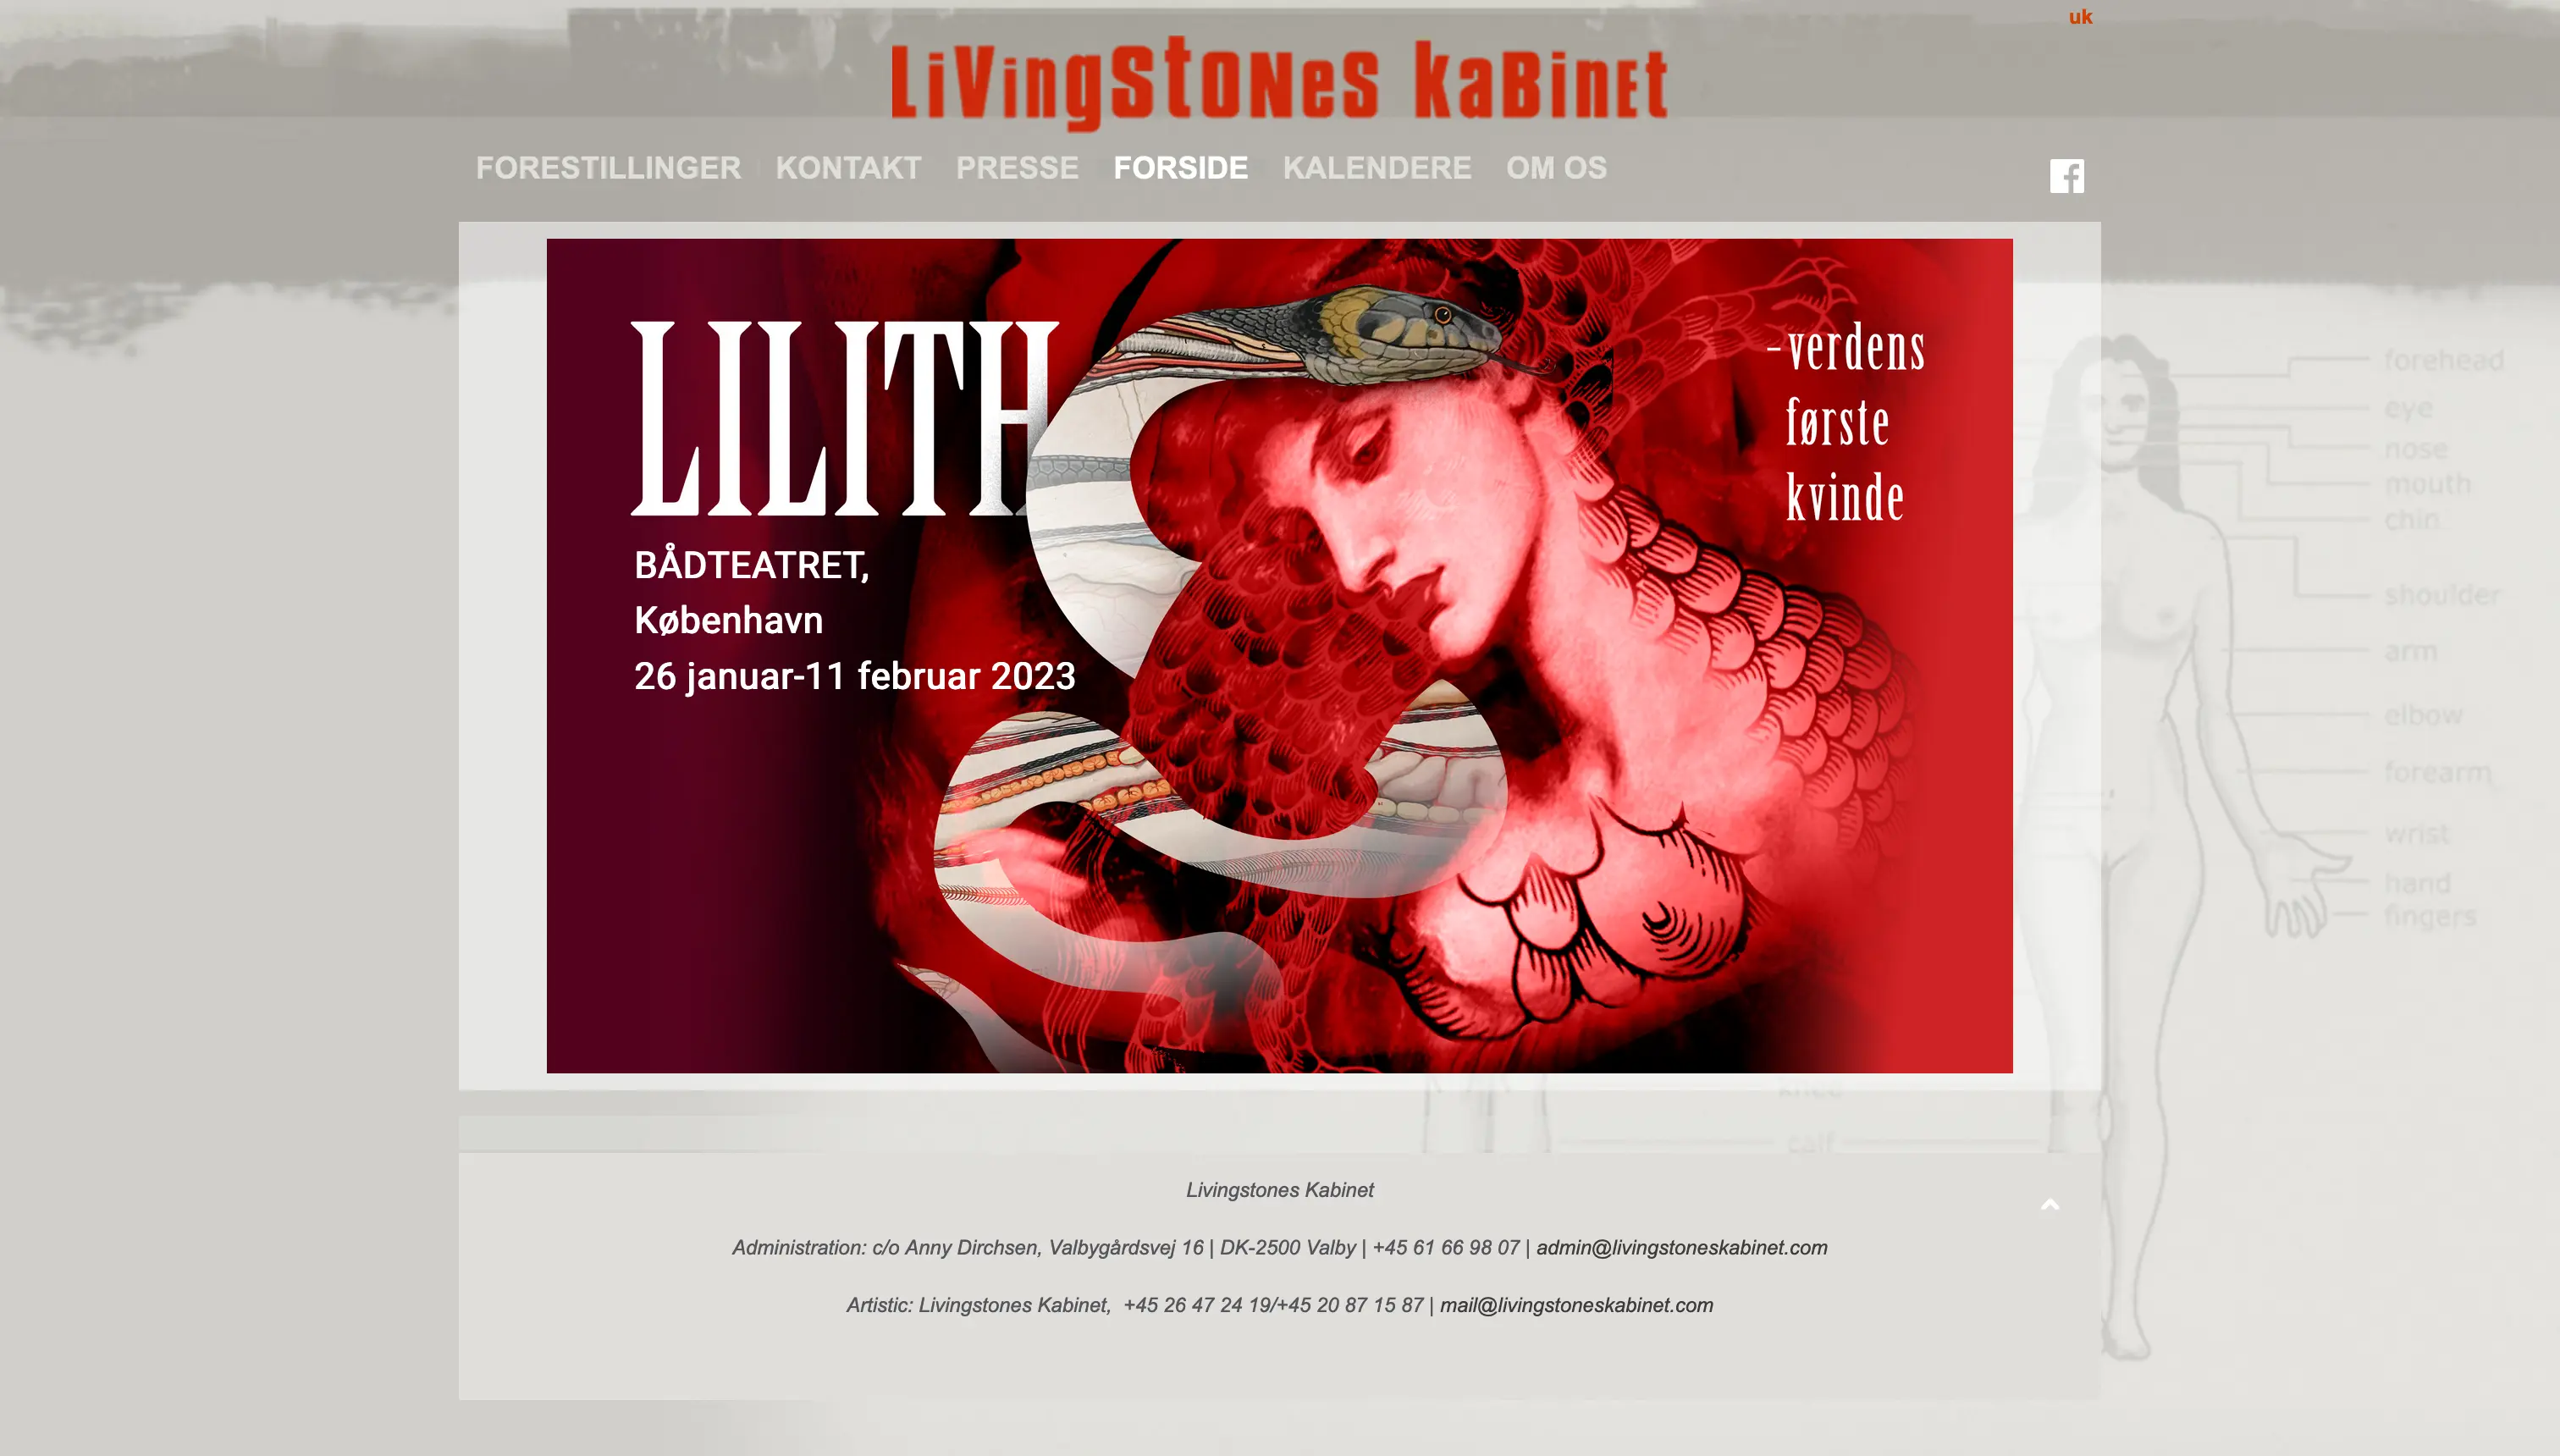 uk
LiVingSTONeS kaBinEt
FORESTILLINGER KONTAKT PRESSE FORSIDE KALENDERE OM OS
LILITH
-verdens
første
kvinde
BÅDTEATRET,
København
26 januar-11 februar 2023
forehead
eye
nose
mouth
chin
shoulder
arm
elbow
forearm
wrist
hand
fingers
knee
calf
Livingstones Kabinet
Administration: c/o Anny Dirchsen, Valbygårdsvej 16 | DK-2500 Valby | +45 61 66 98 07 | admin@livingstoneskabinet.com
Artistic: Livingstones Kabinet, +45 26 47 24 19/+45 20 87 15 87 | mail@livingstoneskabinet.com